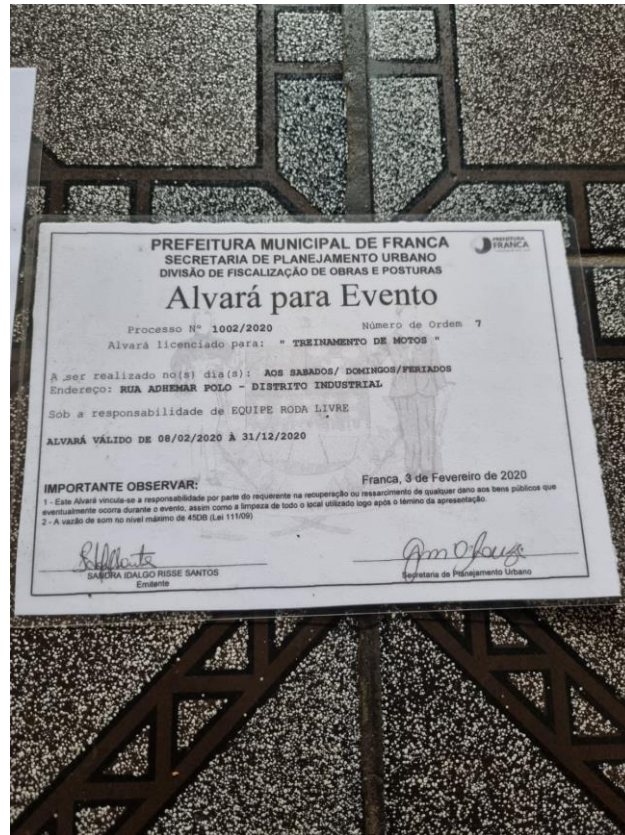 PREFEITURA MUNICIPAL DE FRANCA
SECRETARIA DE PLANEJAMENTO URBANO
DIVISÃO DE FISCALIZAÇÃO DE OBRAS E POSTURAS
PREFEITURA
FRANCA
Alvará para Evento
Processo Nº 1002/2020 Número de Ordem 7
Alvará licenciado para: " TREINAMENTO DE MOTOS "
A ser realizado no(s) dia(s): AOS SABADOS/ DOMINGOS/FERIADOS
Endereço: RUA ADHEMAR POLO - DISTRITO INDUSTRIAL
Sob a responsabilidade de EQUIPE RODA LIVRE
ALVARÁ VÁLIDO DE 08/02/2020 À 31/12/2020
Franca, 3 de Fevereiro de 2020
IMPORTANTE OBSERVAR:
1 - Este Alvará vincula-se a responsabilidade por parte do requerente na recuperação ou ressarcimento de qualquer dano aos bens públicos que
eventualmente ocorra durante o evento, assim como a limpeza de todo o local utilizado logo após o témino da apresentação.
2 - A vazão de som no nível máximo de 45DB (Lei 111/09)
SANDRA IDALGO RISSE SANTOS
Emitente
Secretaria de Planejamento Urbano